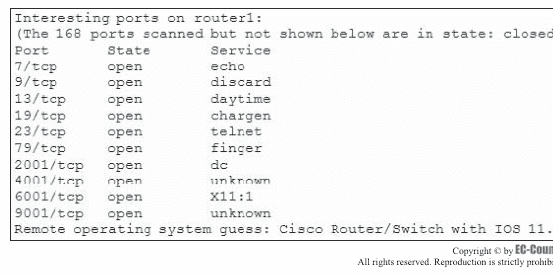 Interesting ports on router1:
(The 168 ports scanned but not shown below are in state: closed
Port State Service
7/tcp open echo
9/tcp open discard
13/tcp open daytime
19/tcp open chargen
23/tcp open telnet
79/tcp open finger
2001/tcp open dc
4001/tcp open unknown
6001/tcp open X11:1
9001/tcp open unknown
Remote operating system guess: Cisco Router/Switch with IOS 11.
Copyright © by EC-Coun
All rights reserved. Reproduction is strictly prohib